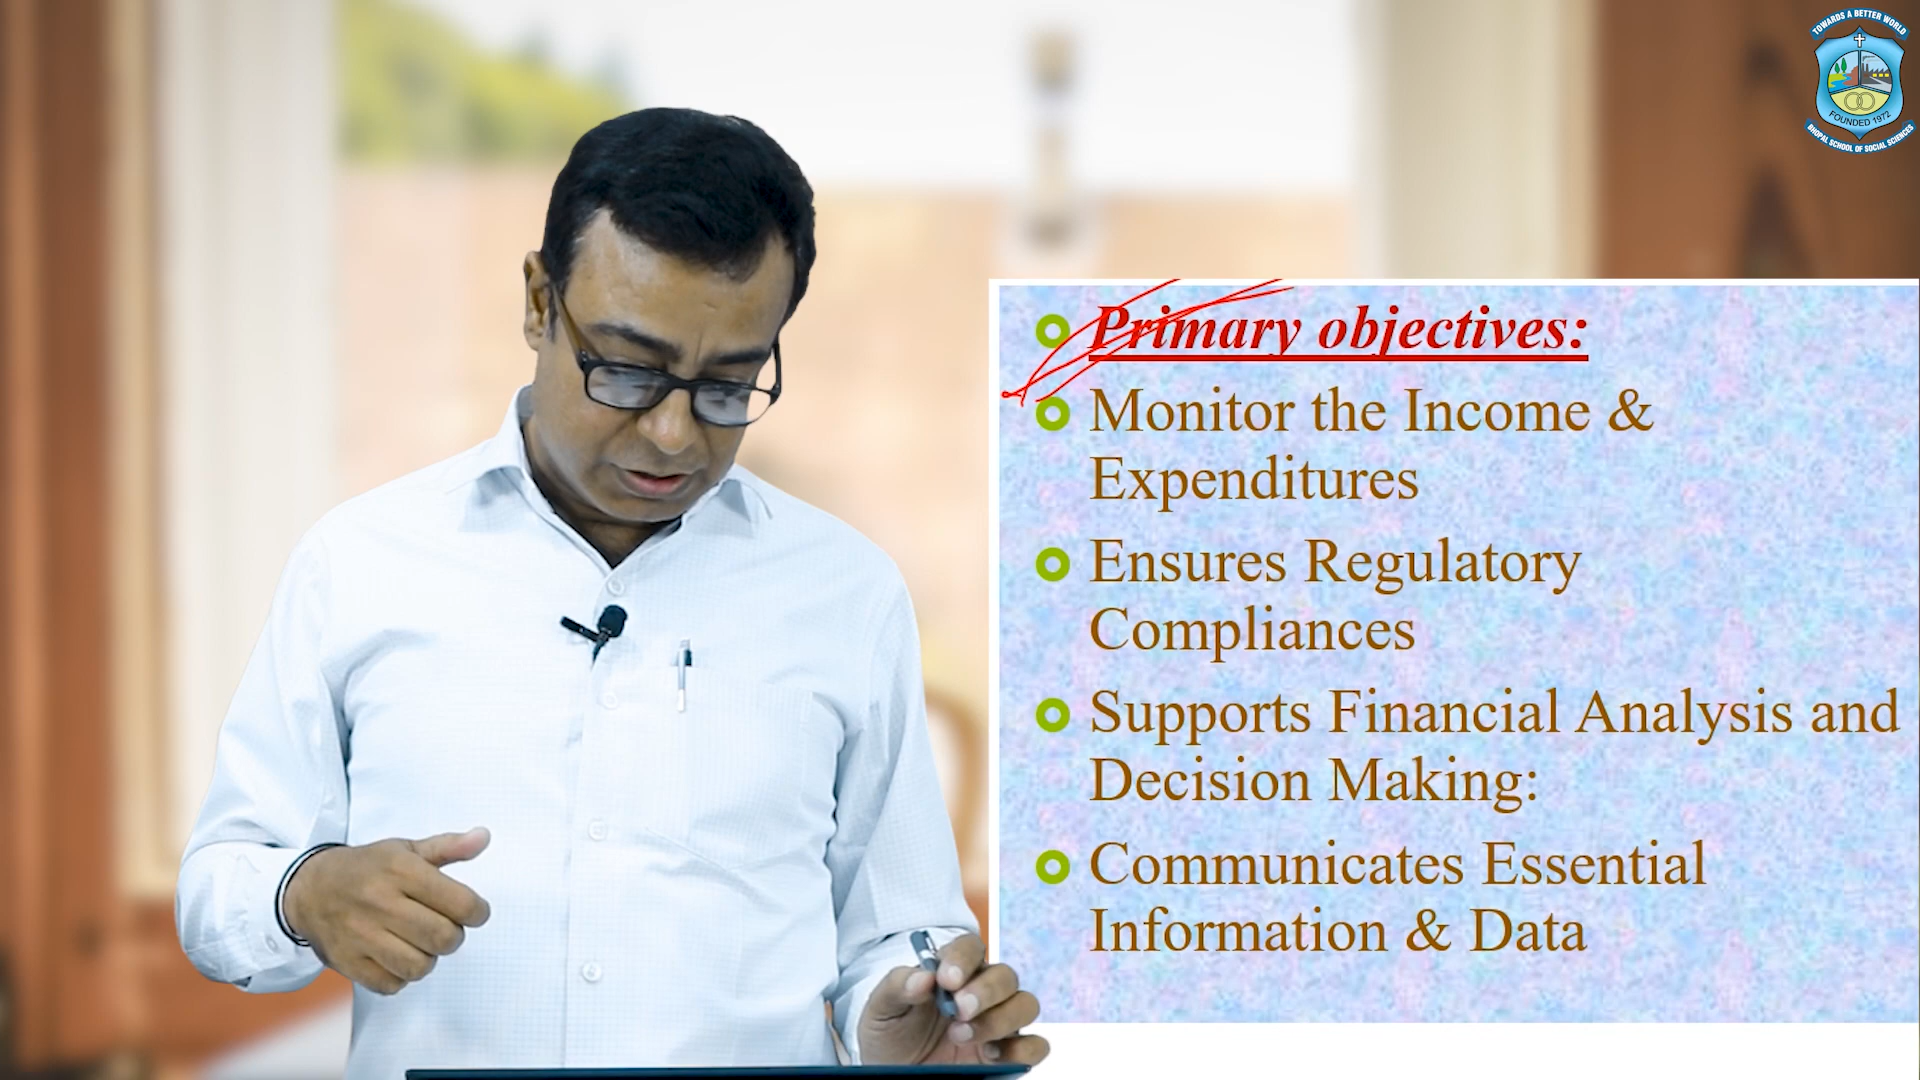 TOWARDS A BETTER WORLD
FOUNDED 1972
BHOPAL SCHOOL OF SOCIAL SCIENCES
Primary objectives:
Monitor the Income &
Expenditures
Ensures Regulatory
Compliances
Supports Financial Analysis and
Decision Making:
Communicates Essential
Information & Data